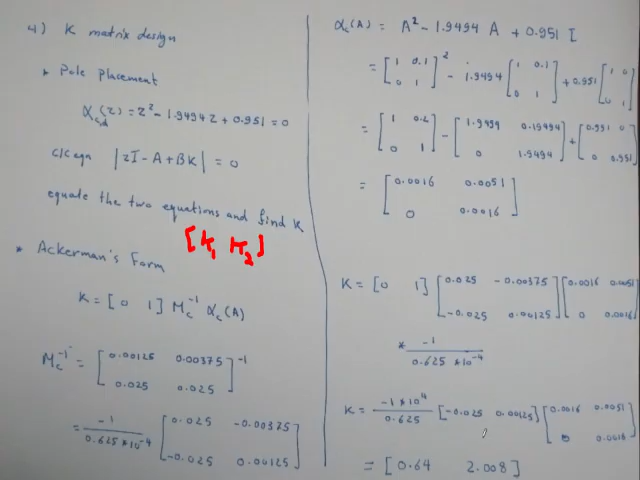 4) K matrix design
* Pole placement
αcd(z) = z² - 1.9494 z + 0.951 = 0
c/c eqn |zI - A + BK| = 0
equate the two equations and find K
[K1 K2]
* Ackerman's Form
K = [0 1] Mc⁻¹ αc(A)
Mc⁻¹ = [0.00125 0.00375
0.025 0.025]⁻¹
= -1 / 0.625*10⁻⁴ [0.025 -0.00375
-0.025 0.00125]
αc(A) = A² - 1.9494 A + 0.951 I
= [1 0.1
0 1]² - 1.9494 [1 0.1
0 1] + 0.951 [1 0
0 1]
= [1 0.2
0 1] - [1.9494 0.19494
0 1.9494] + [0.951 0
0 0.951]
= [0.0016 0.0051
0 0.0016]
K = [0 1] [0.025 -0.00375
-0.025 0.00125] [0.0016 0.0051
0 0.0016]
* -1 / 0.625*10⁻⁴
K = -1*10⁴ / 0.625 [-0.025 0.00125] [0.0016 0.0051
0 0.0016]
= [0.64 2.008]